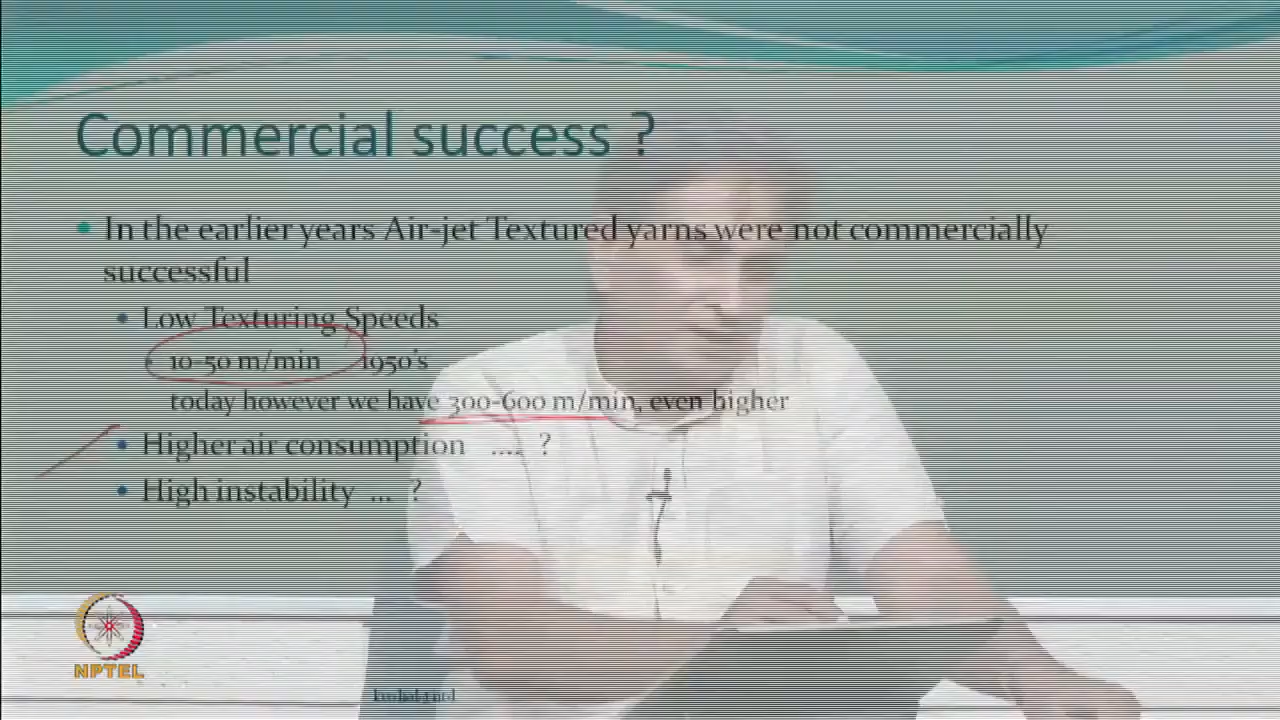 Commercial success ?
In the earlier years Air-jet Textured yarns were not commercially
successful
Low Texturing Speeds
10-50 m/min 1950's
today however we have 300-600 m/min, even higher
Higher air consumption .... ?
High instability ... ?
NPTEL